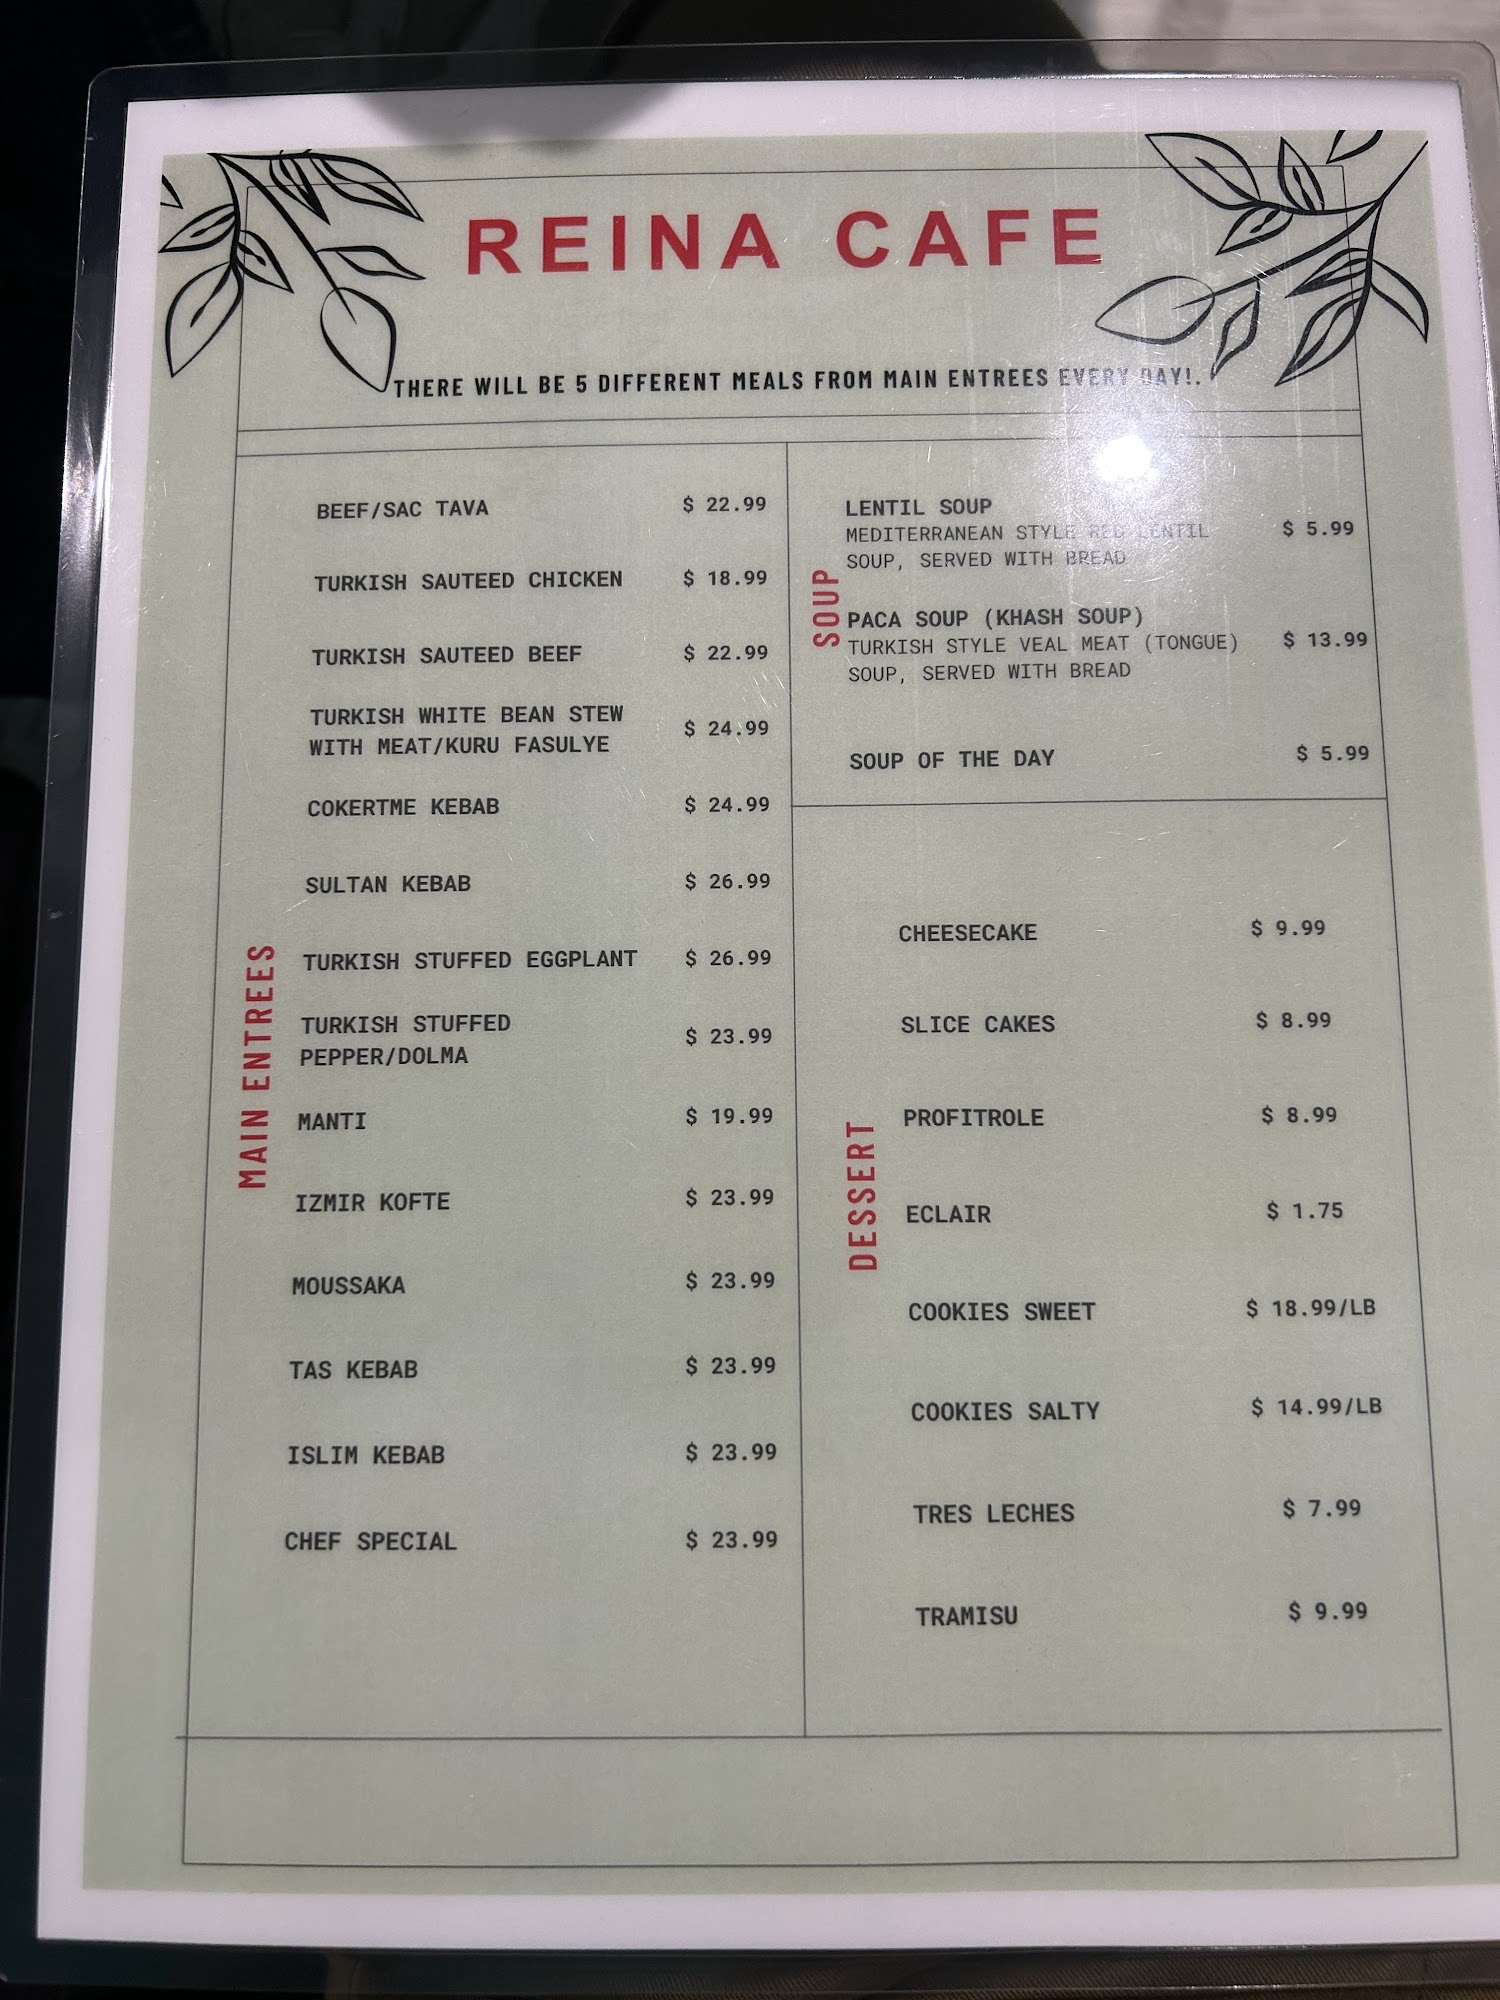 REINA CAFE
THERE WILL BE 5 DIFFERENT MEALS FROM MAIN ENTREES EVERY DAY!.
MAIN ENTREES
BEEF/SAC TAVA $ 22.99
TURKISH SAUTEED CHICKEN $ 18.99
TURKISH SAUTEED BEEF $ 22.99
TURKISH WHITE BEAN STEW
WITH MEAT/KURU FASULYE $ 24.99
COKERTME KEBAB $ 24.99
SULTAN KEBAB $ 26.99
TURKISH STUFFED EGGPLANT $ 26.99
TURKISH STUFFED
PEPPER/DOLMA $ 23.99
MANTI $ 19.99
IZMIR KOFTE $ 23.99
MOUSSAKA $ 23.99
TAS KEBAB $ 23.99
ISLIM KEBAB $ 23.99
CHEF SPECIAL $ 23.99
SOUP
LENTIL SOUP
MEDITERRANEAN STYLE RED LENTIL $ 5.99
SOUP, SERVED WITH BREAD
PACA SOUP (KHASH SOUP)
TURKISH STYLE VEAL MEAT (TONGUE) $ 13.99
SOUP, SERVED WITH BREAD
SOUP OF THE DAY $ 5.99
DESSERT
CHEESECAKE $ 9.99
SLICE CAKES $ 8.99
PROFITROLE $ 8.99
ECLAIR $ 1.75
COOKIES SWEET $ 18.99/LB
COOKIES SALTY $ 14.99/LB
TRES LECHES $ 7.99
TRAMISU $ 9.99